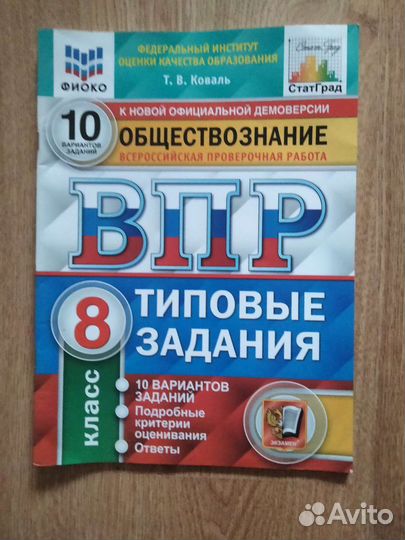 ФЕДЕРАЛЬНЫЙ ИНСТИТУТ
ОЦЕНКИ КАЧЕСТВА ОБРАЗОВАНИЯ
ФИОКО
Т. В. Коваль
СтатГрад
СтатГрад
К НОВОЙ ОФИЦИАЛЬНОЙ ДЕМОВЕРСИИ
10
ВАРИАНТОВ
ЗАДАНИЙ
ОБЩЕСТВОЗНАНИЕ
ВСЕРОССИЙСКАЯ ПРОВЕРОЧНАЯ РАБОТА
ВПР
8
КЛАСС
ТИПОВЫЕ
ЗАДАНИЯ
• 10 ВАРИАНТОВ
ЗАДАНИЙ
• Подробные
критерии
оценивания
• Ответы
ЭКЗАМЕН
Avito